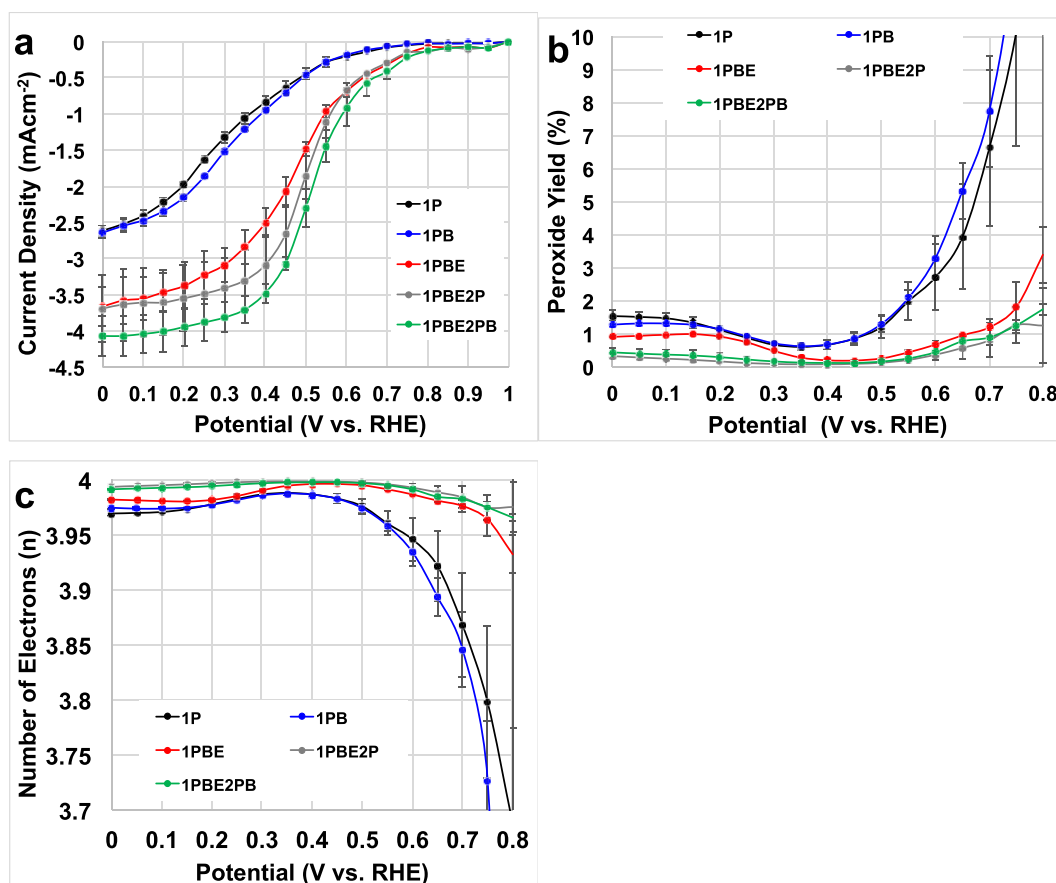 a
0
-0.5
-1
-1.5
-2
-2.5
-3
-3.5
-4
-4.5
Current Density (mAcm-2)
1P
1PB
1PBE
1PBE2P
1PBE2PB
0 0.1 0.2 0.3 0.4 0.5 0.6 0.7 0.8 0.9 1
Potential (V vs. RHE)
b
10
9
8
7
6
5
4
3
2
1
0
Peroxide Yield (%)
1P 1PB
1PBE 1PBE2P
1PBE2PB
0 0.1 0.2 0.3 0.4 0.5 0.6 0.7 0.8
Potential (V vs. RHE)
c
4
3.95
3.9
3.85
3.8
3.75
3.7
Number of Electrons (n)
1P 1PB
1PBE 1PBE2P
1PBE2PB
0 0.1 0.2 0.3 0.4 0.5 0.6 0.7 0.8
Potential (V vs. RHE)